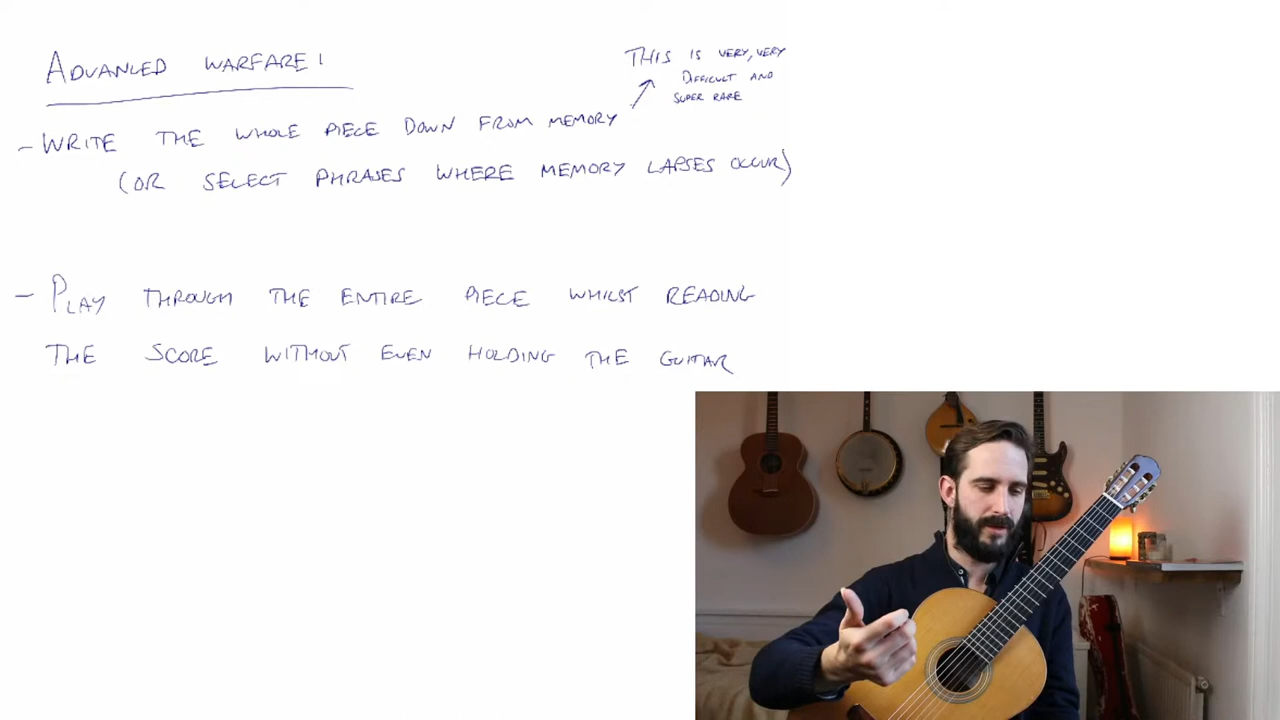 ADVANCED WARFARE!
THIS IS VERY, VERY
DIFFICULT AND
SUPER RARE
- WRITE THE WHOLE PIECE DOWN FROM MEMORY
(OR SELECT PHRASES WHERE MEMORY LAPSES OCCUR)
- PLAY THROUGH THE ENTIRE PIECE WHILST READING
THE SCORE WITHOUT EVEN HOLDING THE GUITAR